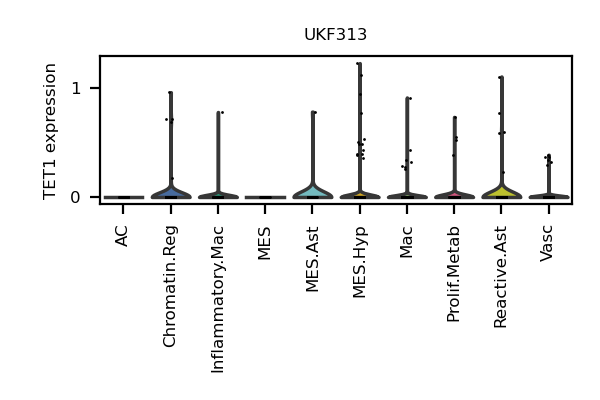 UKF313
TET1 expression
1
0
AC
Chromatin.Reg
Inflammatory.Mac
MES
MES.Ast
MES.Hyp
Mac
Prolif.Metab
Reactive.Ast
Vasc